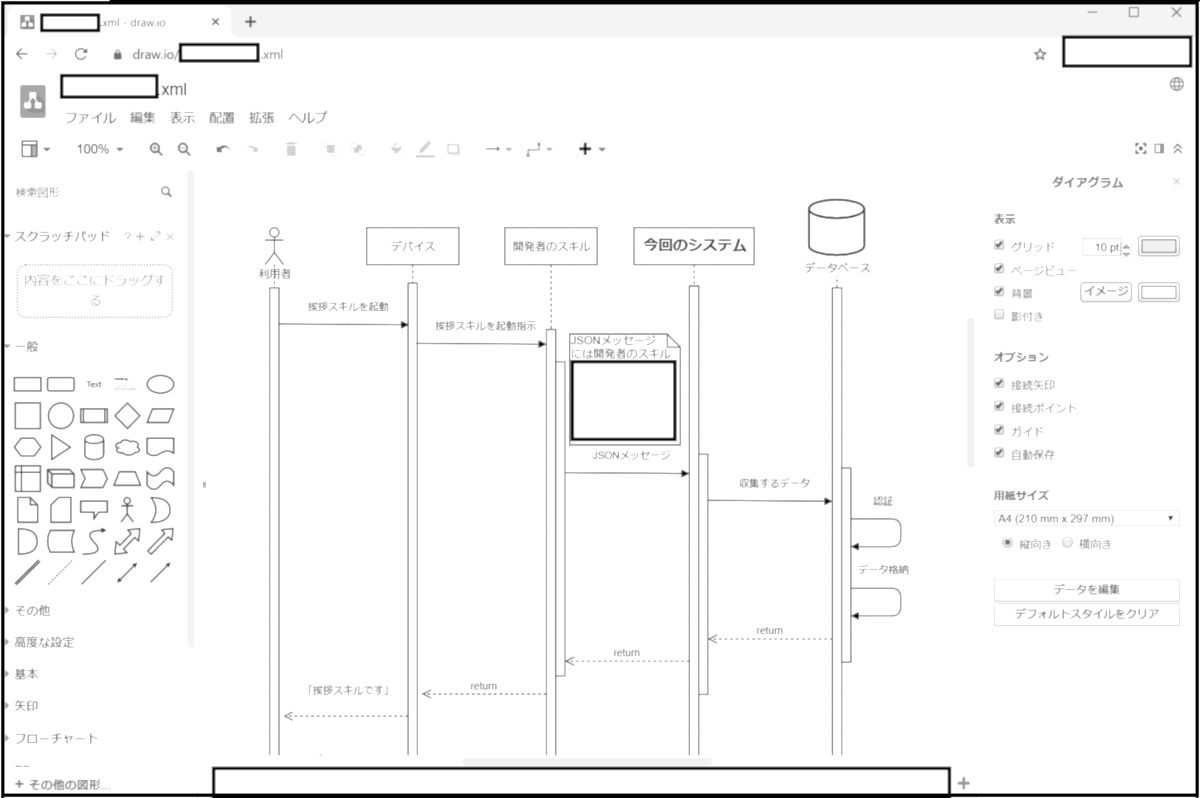 .xml - draw.io
draw.io/
.xml
.xml
ファイル 編集 表示 配置 拡張 ヘルプ
100%
検索図形
スクラッチパッド ?
内容をここにドラッグす
る
一般
Text
その他
高度な設定
基本
矢印
フローチャート
+ その他の図形...
利用者
デバイス
開発者のスキル
今回のシステム
データベース
挨拶スキルを起動
挨拶スキルを起動指示
JSONメッセージ
には開発者のスキル
JSONメッセージ
収集するデータ
認証
データ格納
return
return
return
「挨拶スキルです」
ダイアグラム
表示
グリッド 10 pt
ページビュー
背景 イメージ
影付き
オプション
接続矢印
接続ポイント
ガイド
自動保存
用紙サイズ
A4 (210 mm x 297 mm)
縦向き 横向き
データを編集
デフォルトスタイルをクリア